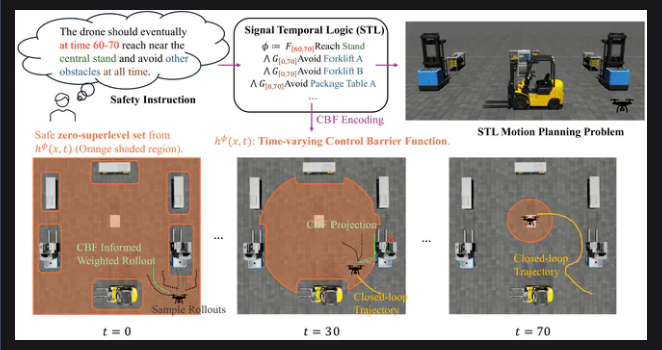 The drone should eventually
at time 60-70 reach near the
central stand and avoid other
obstacles at all time.
Safety Instruction
Signal Temporal Logic (STL)
ϕ ≔ F[60,70]Reach Stand
∧ G[0,70]Avoid Forklift A
∧ G[0,70]Avoid Forklift B
∧ G[0,70]Avoid Package Table A
...
CBF Encoding
STL Motion Planning Problem
Safe zero-superlevel set from
hᵠ(x, t) (Orange shaded region).
hᵠ(x, t): Time-varying Control Barrier Function.
CBF Informed
Weighted Rollout
Sample Rollouts
...
CBF Projection
Closed-loop
Trajectory
...
Closed-loop
Trajectory
t = 0
t = 30
t = 70